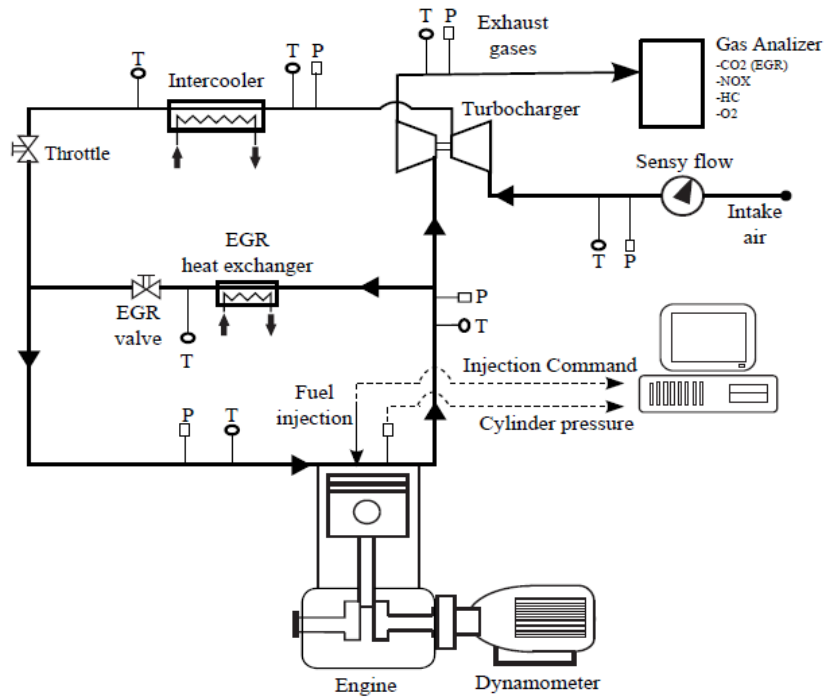 T
P
Exhaust
gases
Gas Analizer
-CO2 (EGR)
-NOX
-HC
-O2
T
Intercooler
T
P
Turbocharger
Throttle
Sensy flow
Intake
air
T
P
EGR
heat exchanger
EGR
valve
T
P
T
Injection Command
Fuel
injection
Cylinder pressure
P
T
Engine
Dynamometer